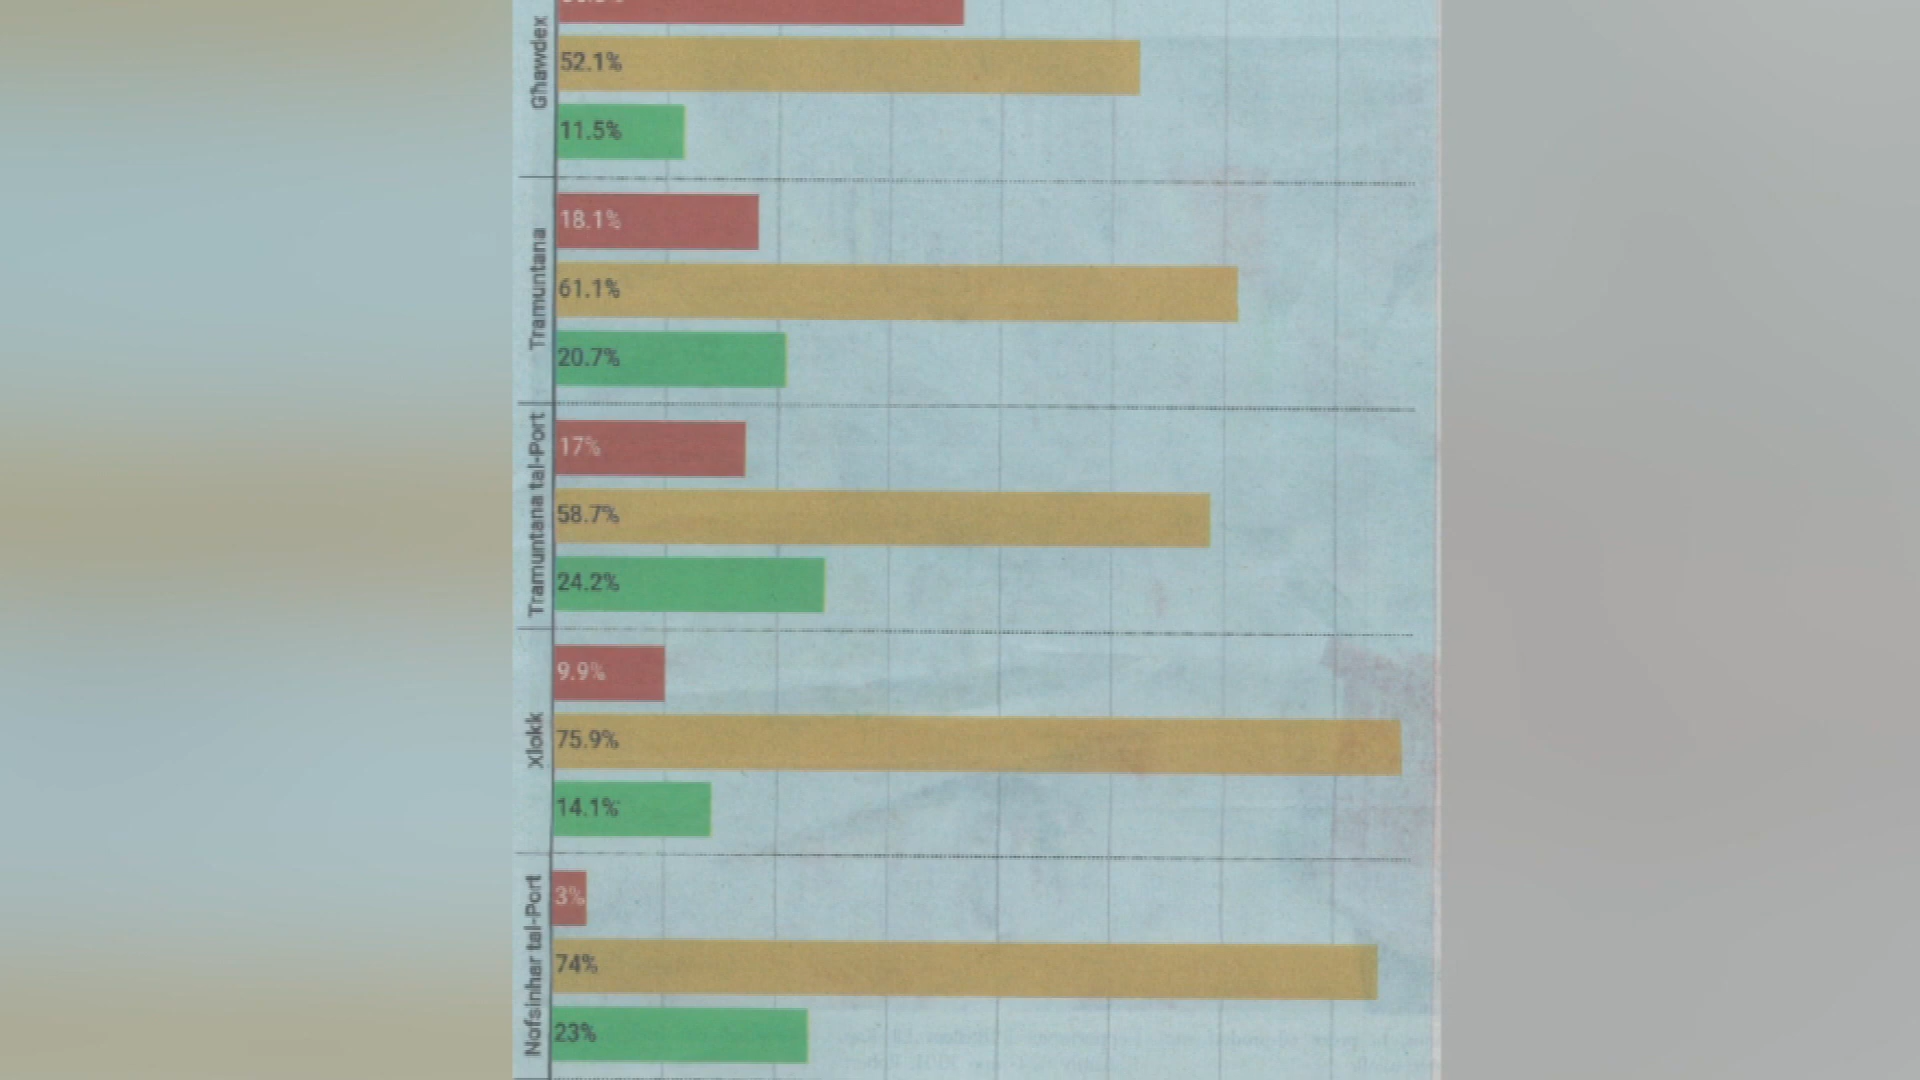 Għawdex
52.1%
11.5%
Tramuntana
18.1%
61.1%
20.7%
Tramuntana tal-Port
17%
58.7%
24.2%
Xlokk
9.9%
75.9%
14.1%
Nofsinhar tal-Port
3%
74%
23%